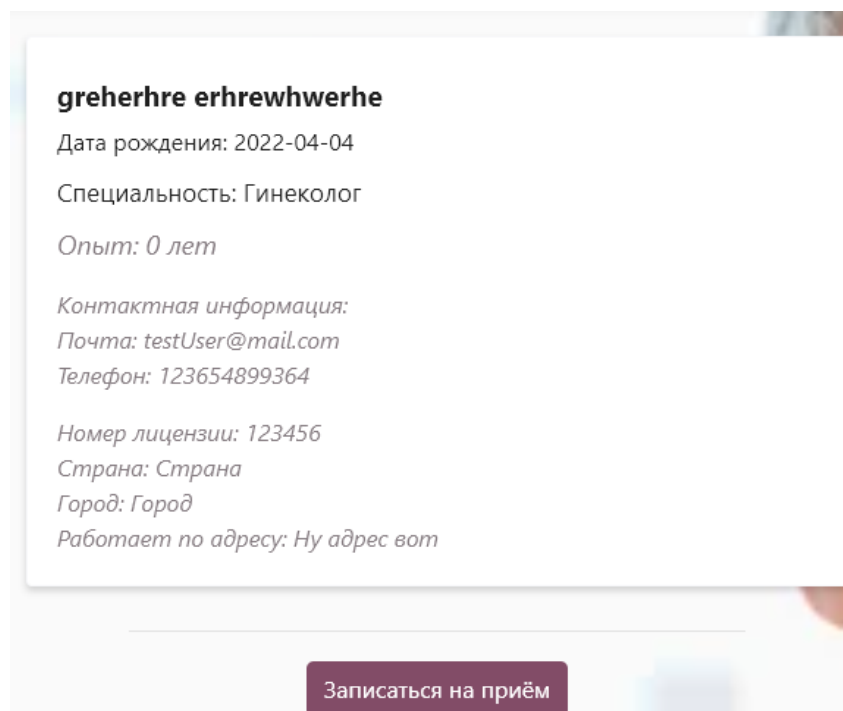 greherhre erhrewhwerhe
Дата рождения: 2022-04-04
Специальность: Гинеколог
Опыт: 0 лет
Контактная информация:
Почта: testUser@mail.com
Телефон: 123654899364
Номер лицензии: 123456
Страна: Страна
Город: Город
Работает по адресу: Ну адрес вот
Записаться на приём